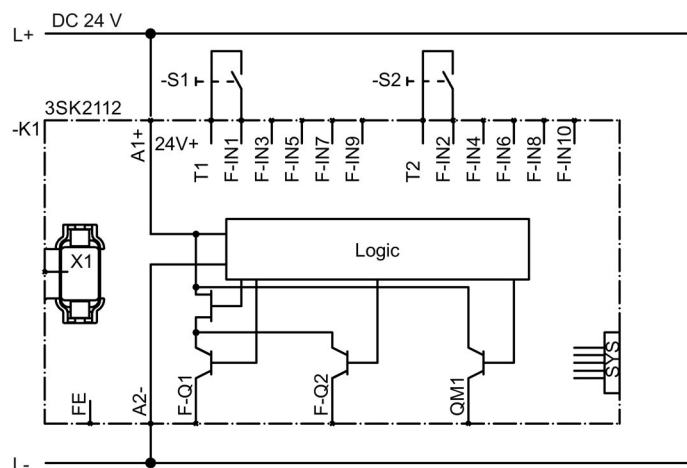 DC 24 V
L+
-S1
-S2
3SK2112
-K1
A1+
24V+
T1
F-IN1
F-IN3
F-IN5
F-IN7
F-IN9
T2
F-IN2
F-IN4
F-IN6
F-IN8
F-IN10
Logic
X1
SYS
FE
A2-
F-Q1
F-Q2
QM1
L-